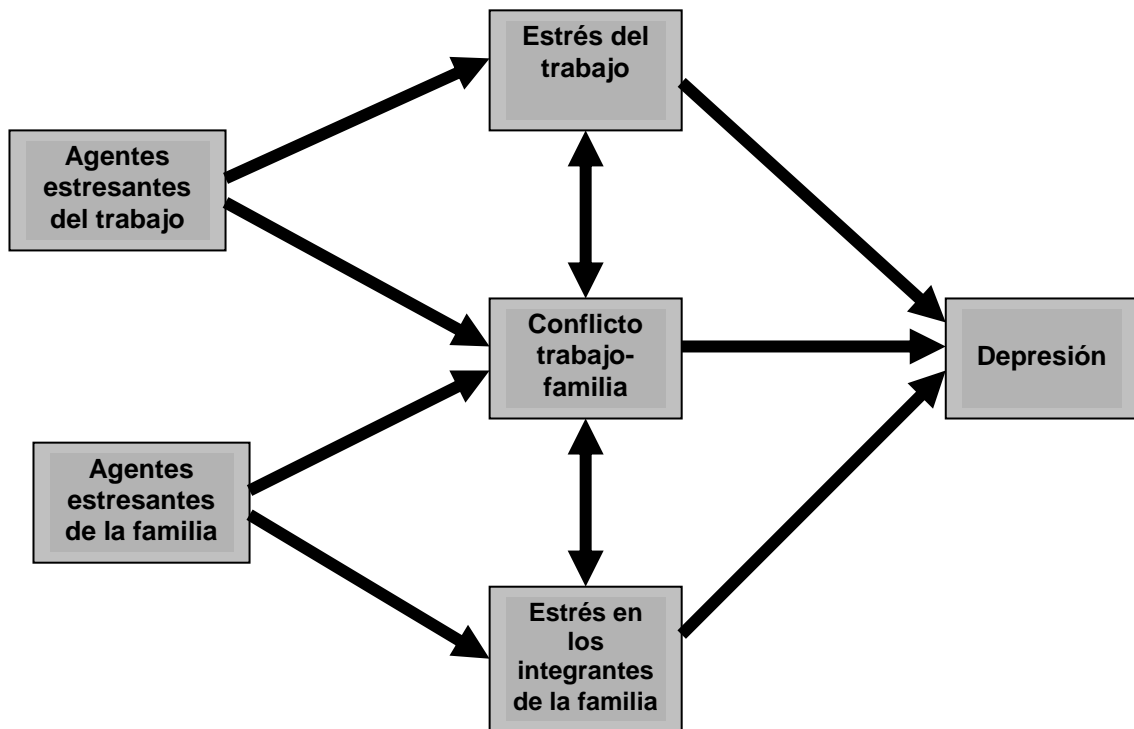 Estrés del
trabajo
Agentes
estresantes
del trabajo
Conflicto
trabajo-
familia
Depresión
Agentes
estresantes
de la familia
Estrés en
los
integrantes
de la familia